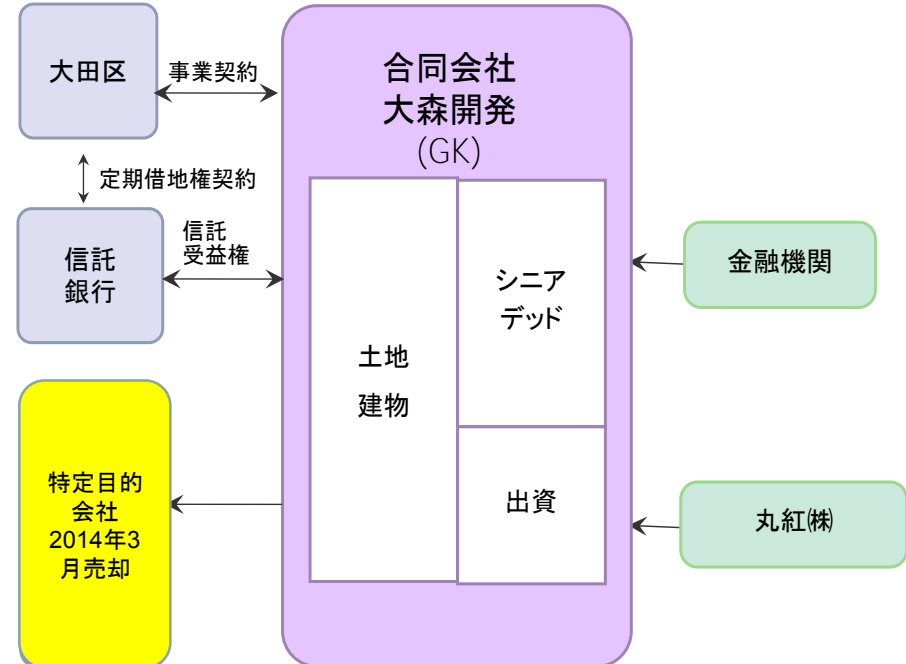 大田区
事業契約
合同会社
大森開発
(GK)
定期借地権契約
信託
銀行
信託
受益権
土地
建物
シニア
デッド
出資
金融機関
丸紅㈱
特定目的
会社
2014年3
月売却